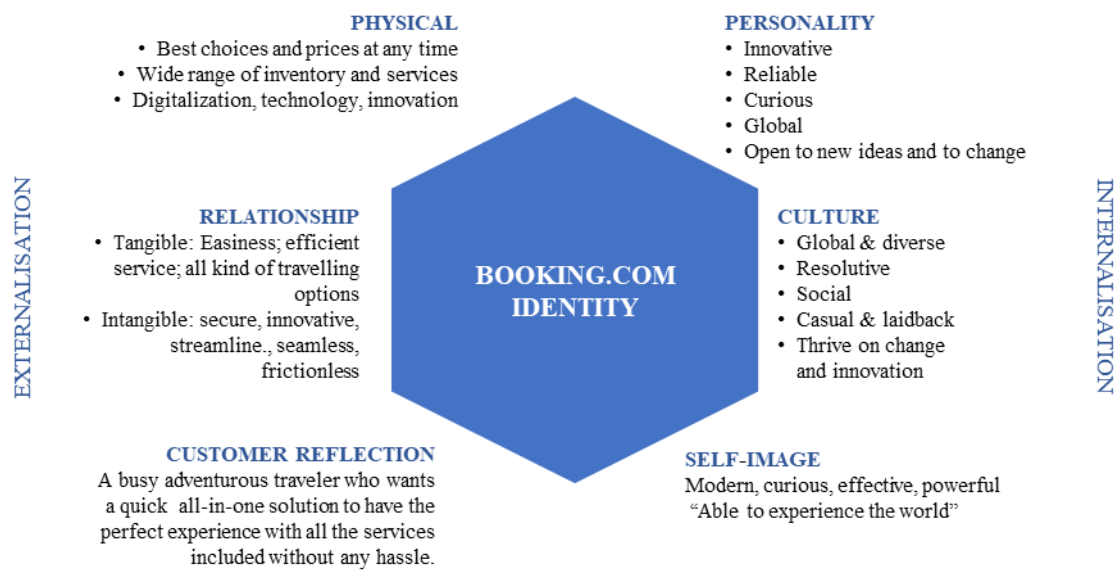 PHYSICAL
• Best choices and prices at any time
• Wide range of inventory and services
• Digitalization, technology, innovation
PERSONALITY
• Innovative
• Reliable
• Curious
• Global
• Open to new ideas and to change
EXTERNALISATION
RELATIONSHIP
• Tangible: Easiness; efficient
service; all kind of travelling
options
• Intangible: secure, innovative,
streamline., seamless,
frictionless
BOOKING.COM
IDENTITY
CULTURE
• Global & diverse
• Resolutive
• Social
• Casual & laidback
• Thrive on change
and innovation
INTERNALISATION
CUSTOMER REFLECTION
A busy adventurous traveler who wants
a quick all-in-one solution to have the
perfect experience with all the services
included without any hassle.
SELF-IMAGE
Modern, curious, effective, powerful
“Able to experience the world”